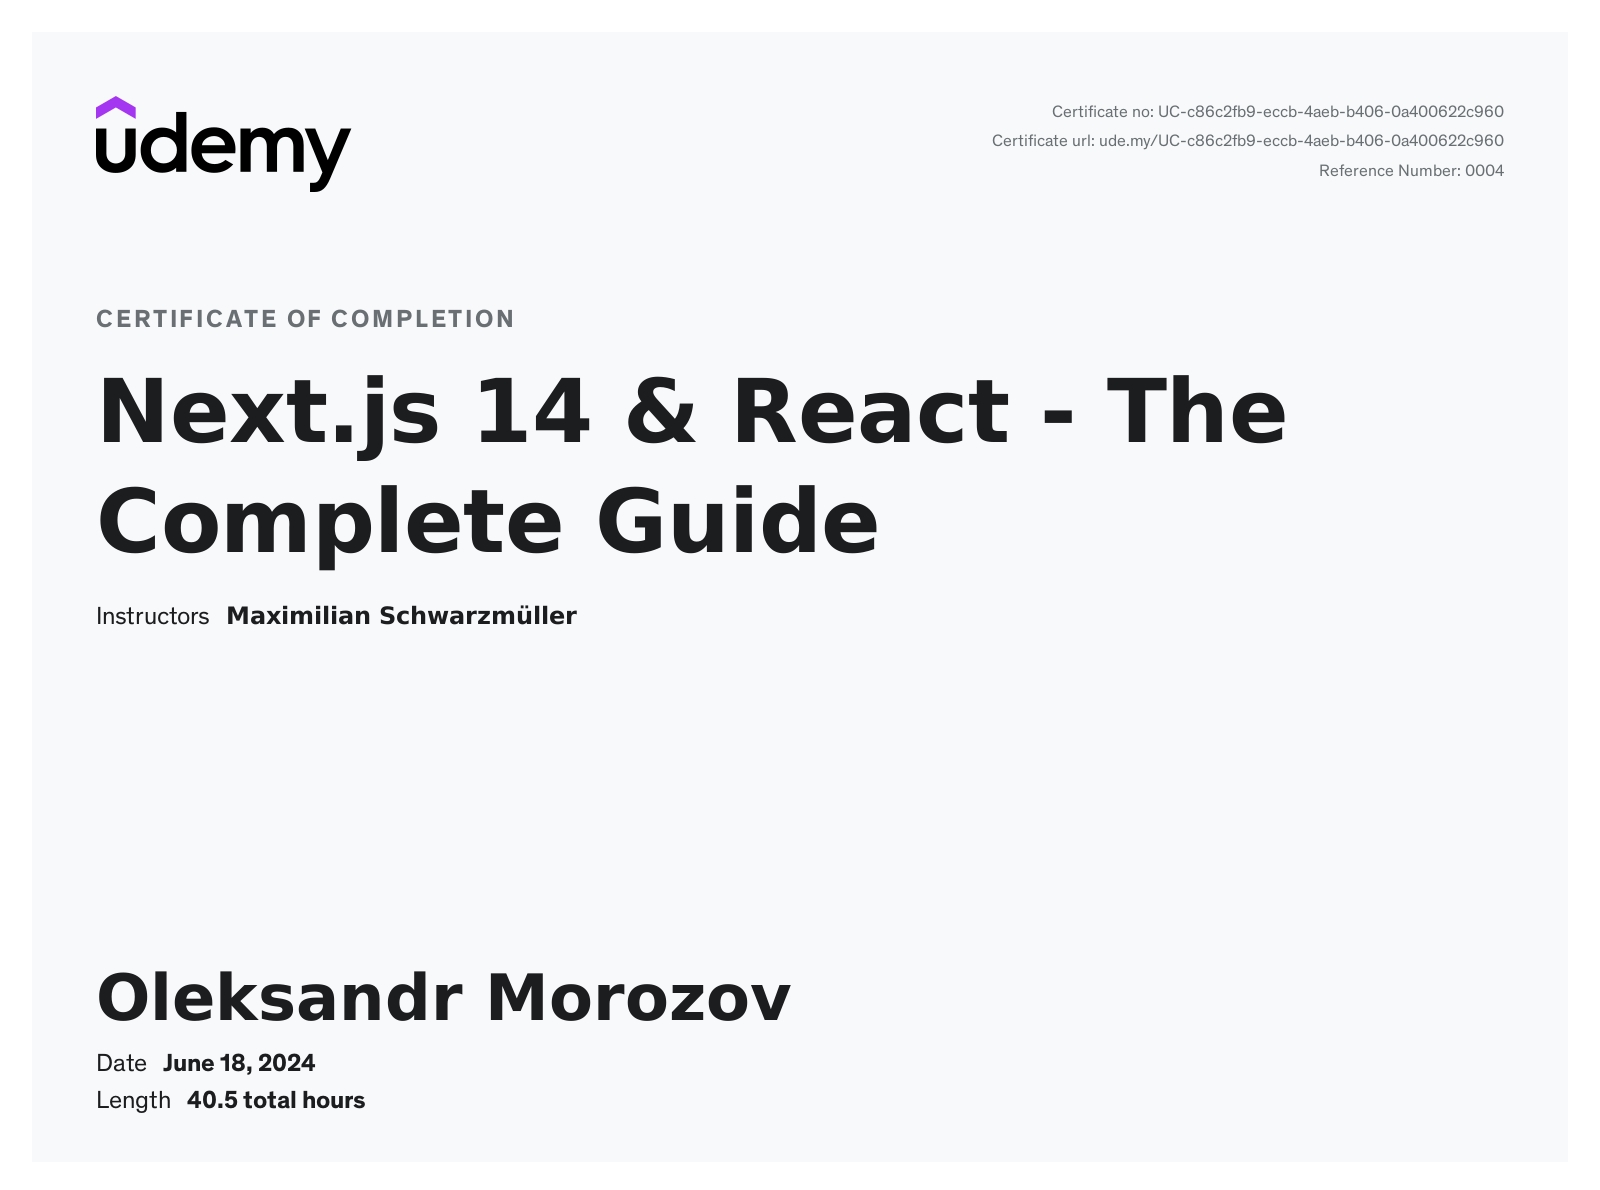 udemy
Certificate no: UC-c86c2fb9-eccb-4aeb-b406-0a400622c960
Certificate url: ude.my/UC-c86c2fb9-eccb-4aeb-b406-0a400622c960
Reference Number: 0004
CERTIFICATE OF COMPLETION
Next.js 14 & React - The
Complete Guide
Instructors Maximilian Schwarzmüller
Oleksandr Morozov
Date June 18, 2024
Length 40.5 total hours